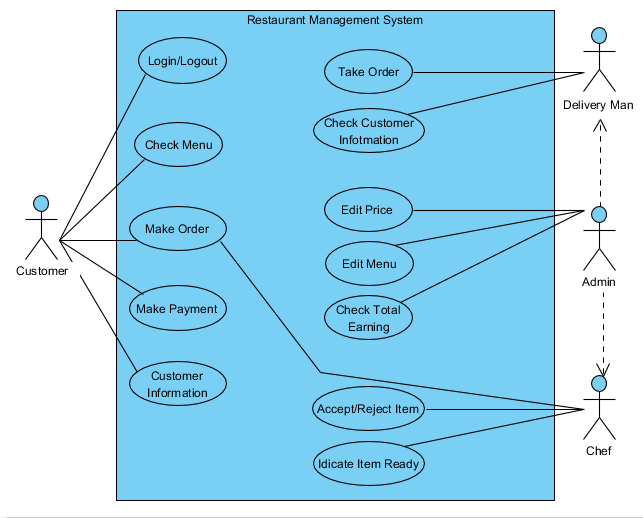 Restaurant Management System
Login/Logout
Take Order
Delivery Man
Check Customer
Infotmation
Check Menu
Edit Price
Make Order
Customer
Edit Menu
Admin
Make Payment
Check Total
Earning
Customer
Information
Accept/Reject Item
Chef
Idicate Item Ready